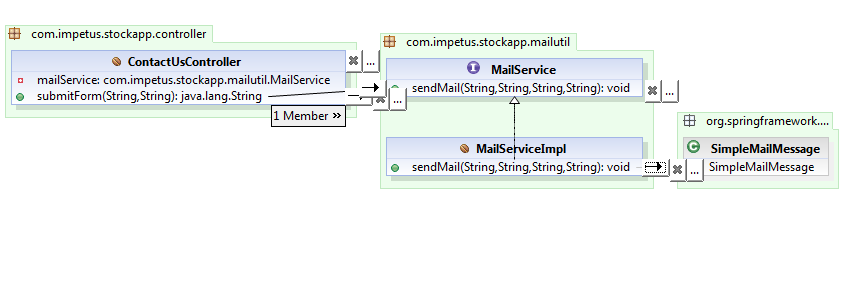 com.impetus.stockapp.controller
ContactUsController
mailService: com.impetus.stockapp.mailutil.MailService
submitForm(String,String): java.lang.String
1 Member »
...
...
com.impetus.stockapp.mailutil
MailService
sendMail(String,String,String,String): void
...
MailServiceImpl
sendMail(String,String,String,String): void
...
org.springframework....
SimpleMailMessage
SimpleMailMessage